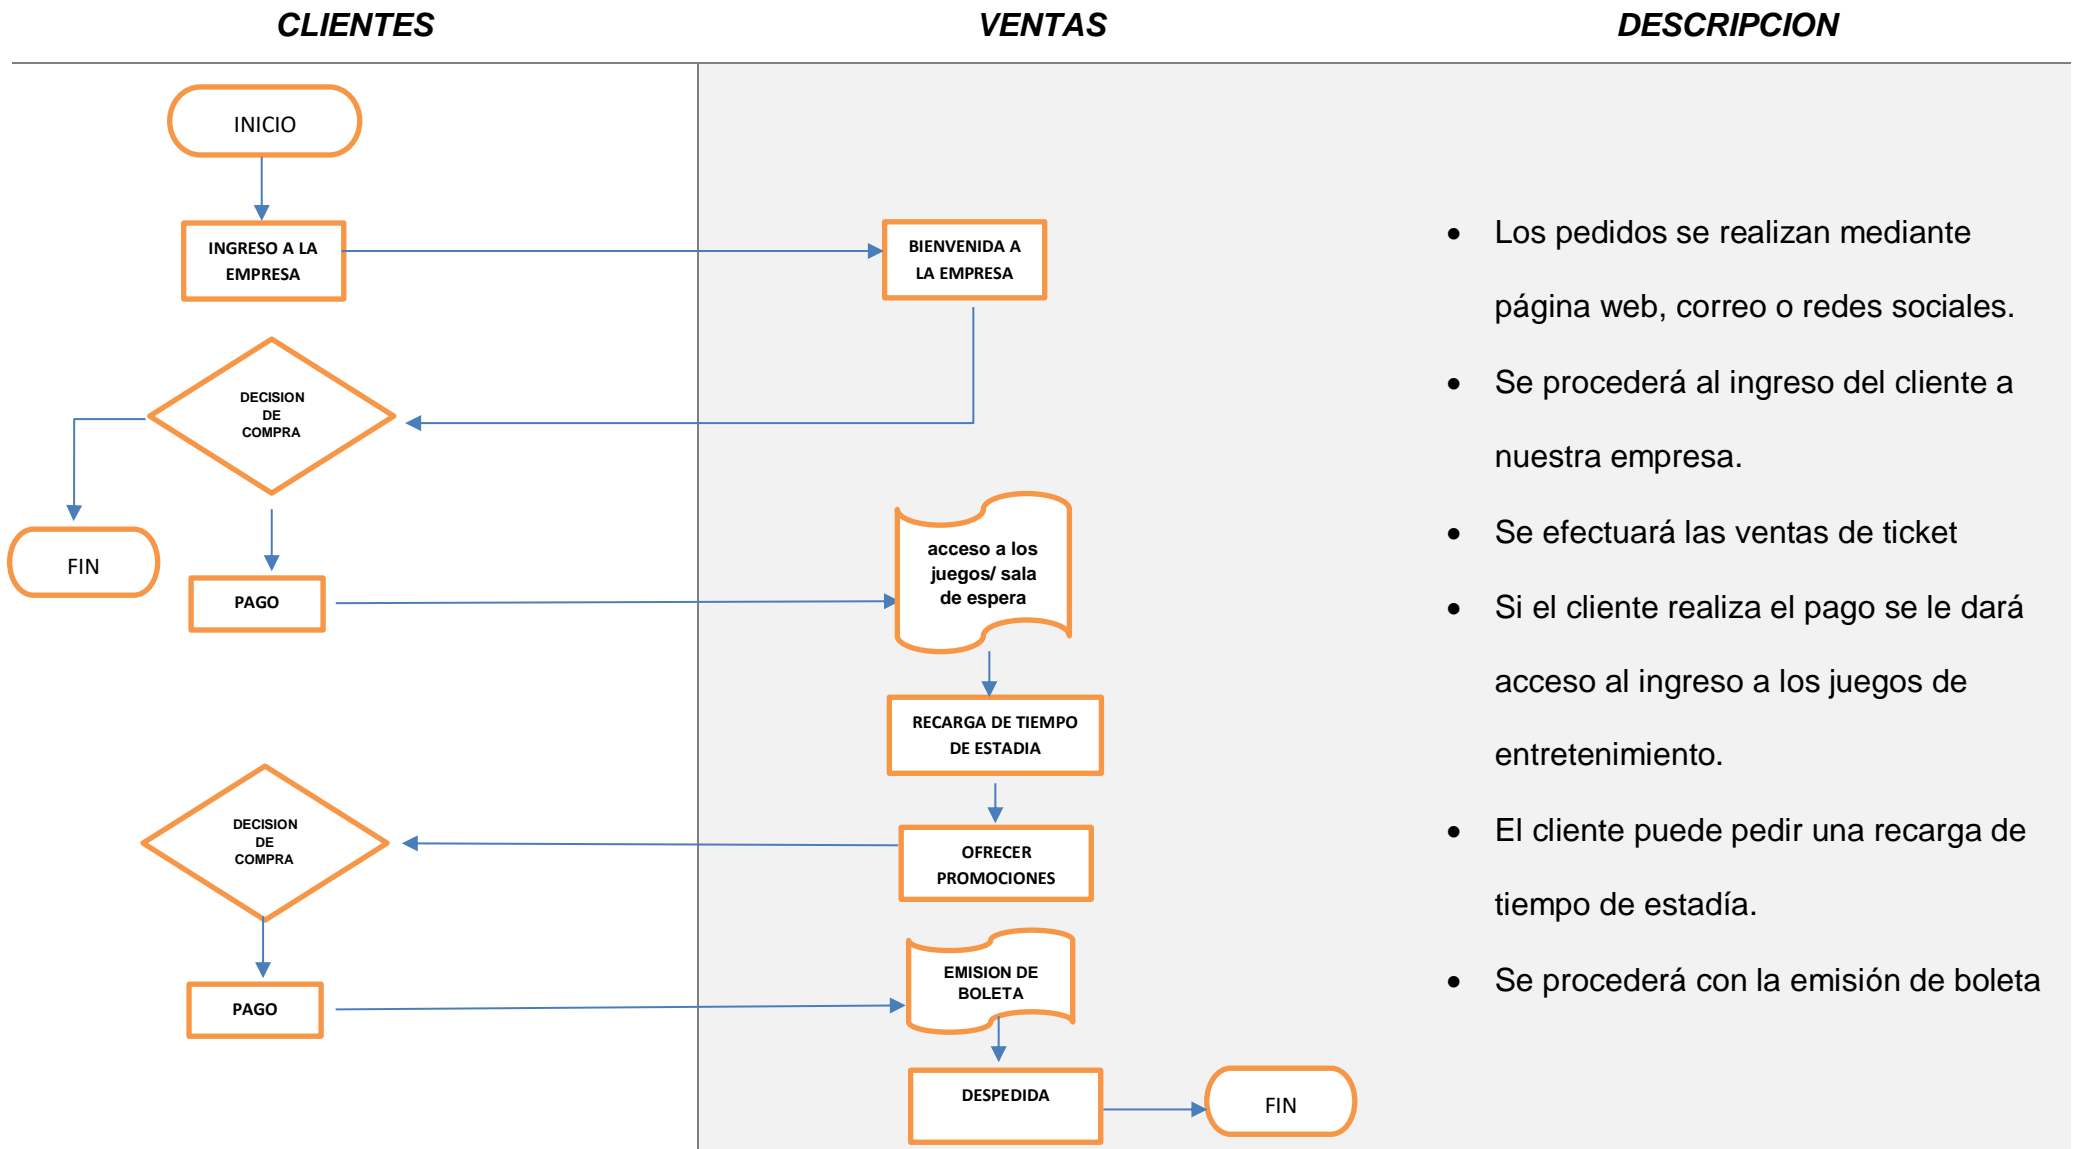 CLIENTES
VENTAS
DESCRIPCION
INICIO
INGRESO A LA
EMPRESA
BIENVENIDA A
LA EMPRESA
DECISION
DE
COMPRA
FIN
PAGO
acceso a los
juegos/ sala
de espera
RECARGA DE TIEMPO
DE ESTADIA
OFRECER
PROMOCIONES
DECISION
DE
COMPRA
PAGO
EMISION DE
BOLETA
DESPEDIDA
FIN
• Los pedidos se realizan mediante
página web, correo o redes sociales.
• Se procederá al ingreso del cliente a
nuestra empresa.
• Se efectuará las ventas de ticket
• Si el cliente realiza el pago se le dará
acceso al ingreso a los juegos de
entretenimiento.
• El cliente puede pedir una recarga de
tiempo de estadía.
• Se procederá con la emisión de boleta